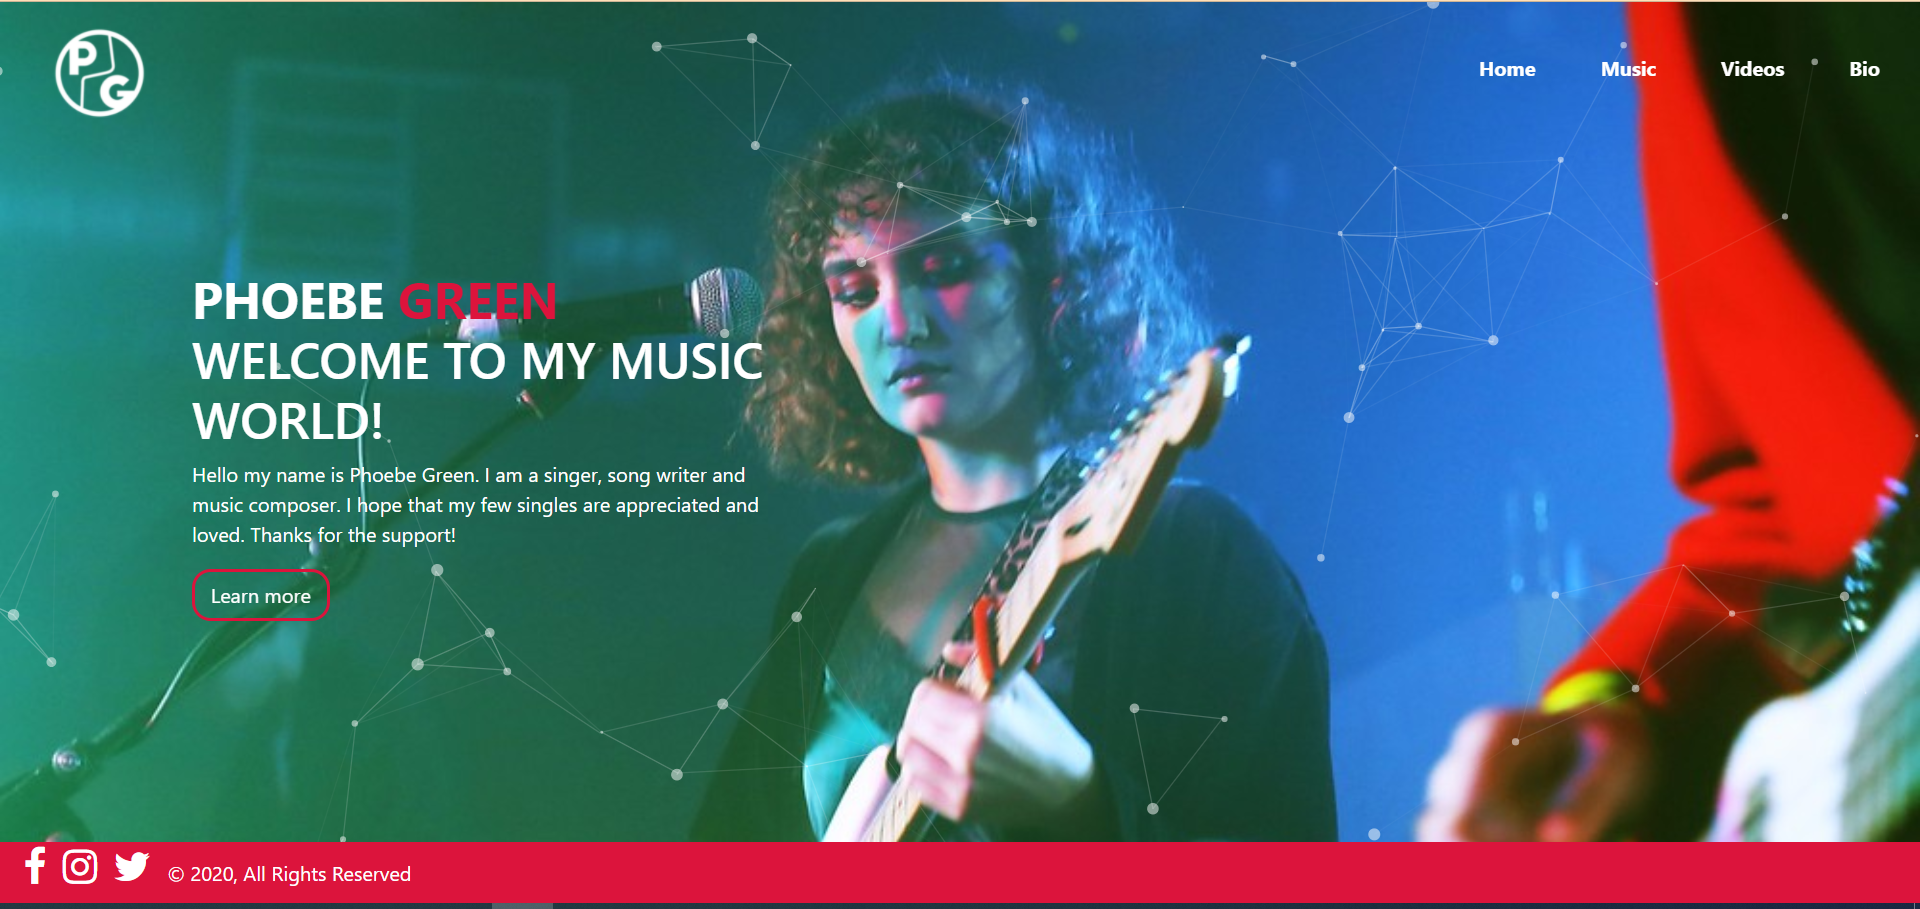 PG
Home Music Videos Bio
PHOEBE GREEN
WELCOME TO MY MUSIC
WORLD!
Hello my name is Phoebe Green. I am a singer, song writer and
music composer. I hope that my few singles are appreciated and
loved. Thanks for the support!
Learn more
© 2020, All Rights Reserved